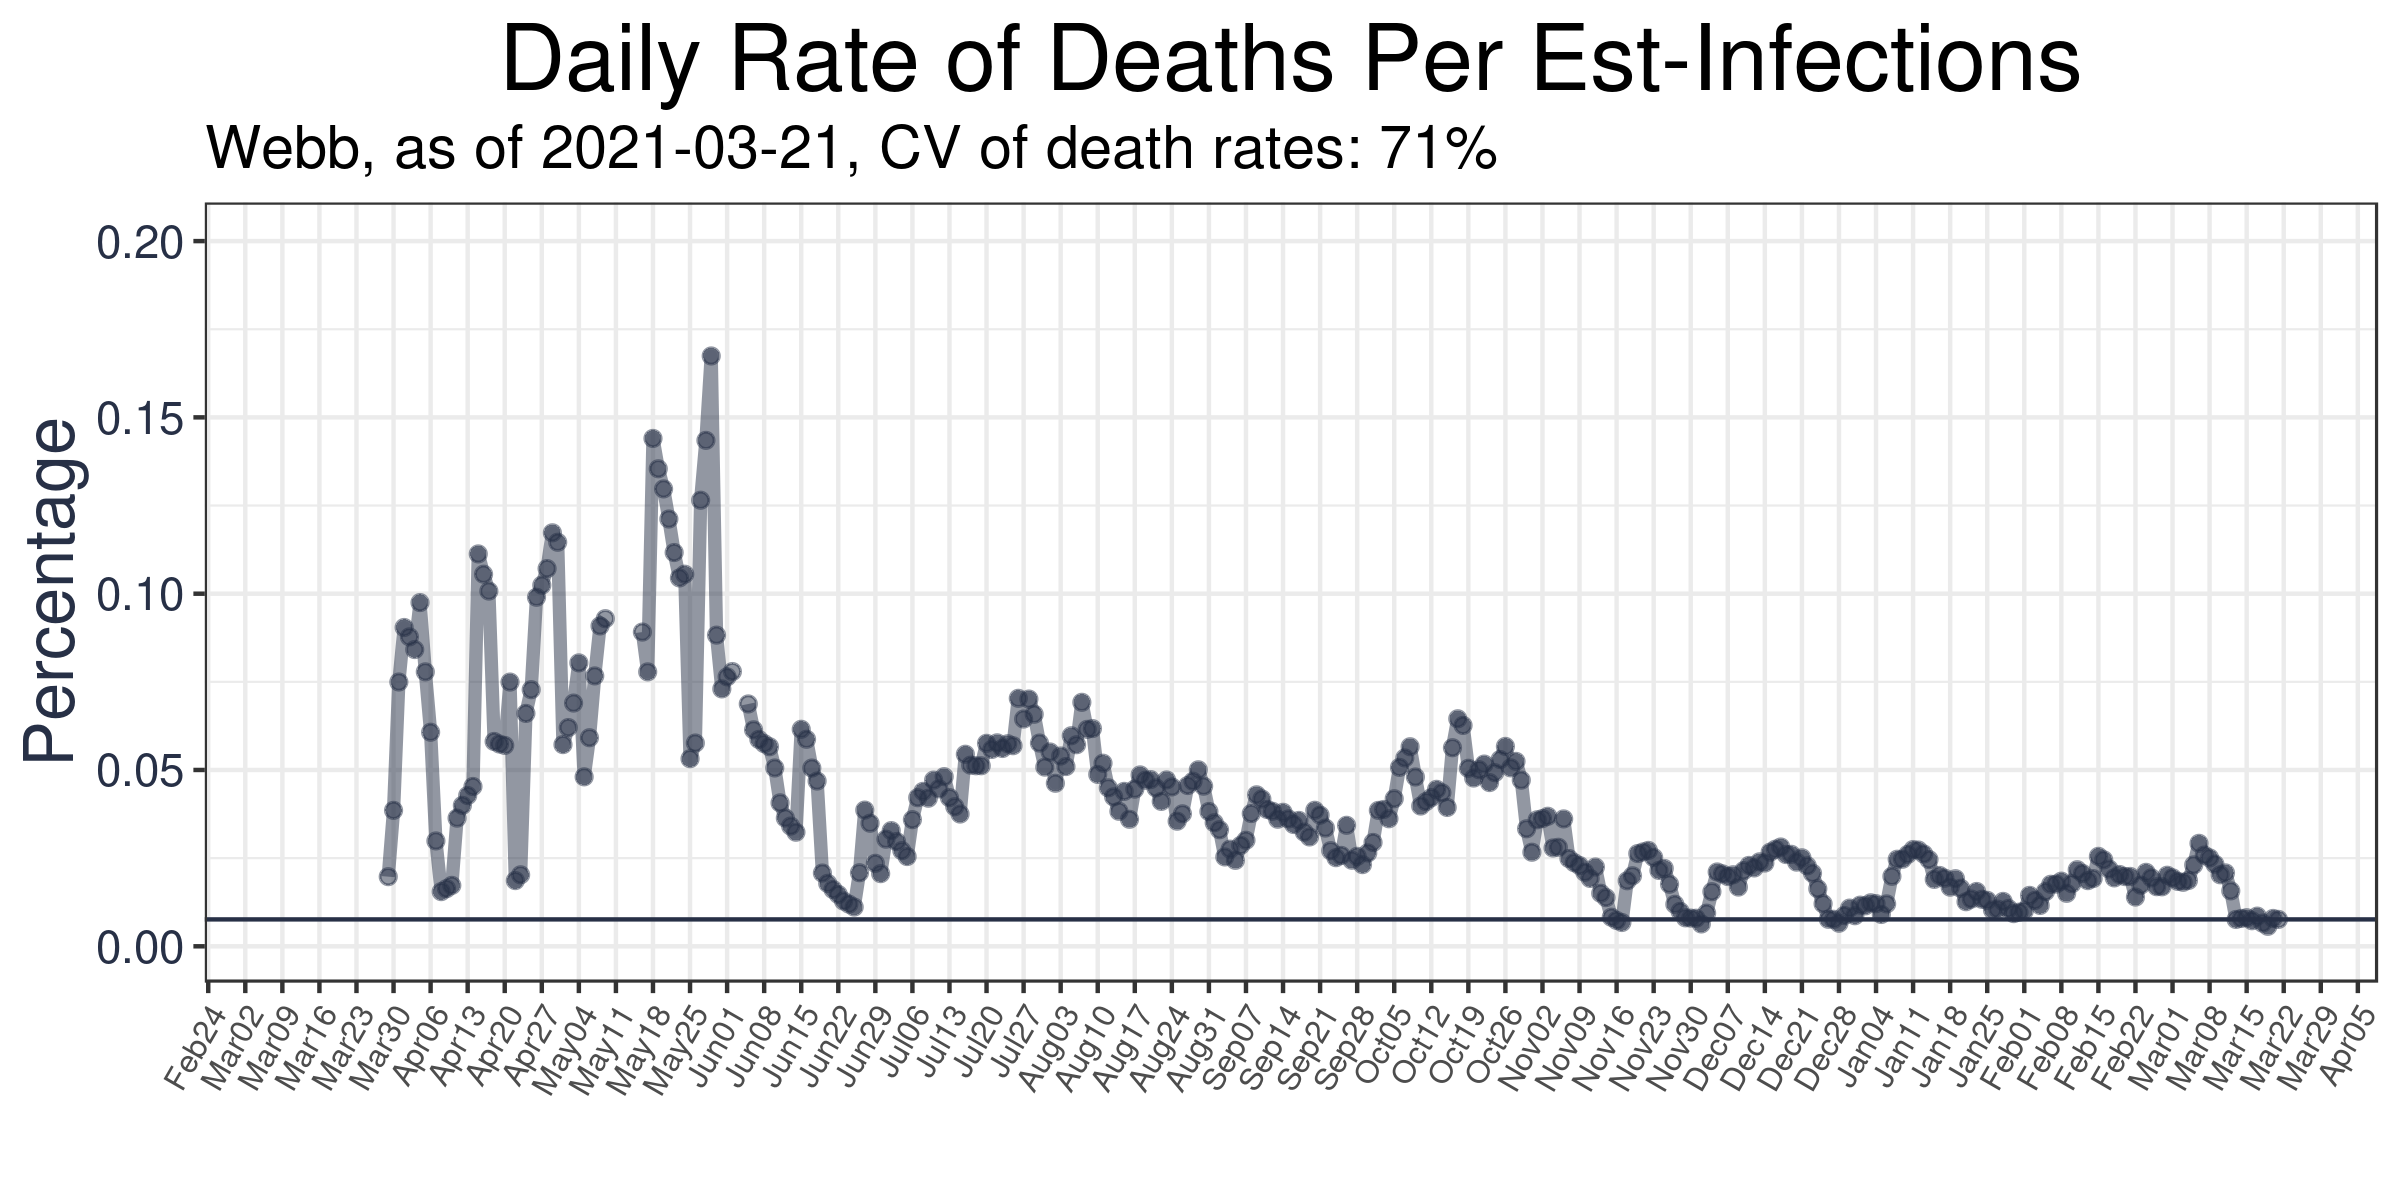 Daily Rate of Deaths Per Est-Infections
Webb, as of 2021-03-21, CV of death rates: 71%
Percentage
0.20
0.15
0.10
0.05
0.00
Feb24 Mar02 Mar09 Mar16 Mar23 Mar30 Apr06 Apr13 Apr20 Apr27 May04 May11 May18 May25 Jun01 Jun08 Jun15 Jun22 Jun29 Jul06 Jul13 Jul20 Jul27 Aug03 Aug10 Aug17 Aug24 Aug31 Sep07 Sep14 Sep21 Sep28 Oct05 Oct12 Oct19 Oct26 Nov02 Nov09 Nov16 Nov23 Nov30 Dec07 Dec14 Dec21 Dec28 Jan04 Jan11 Jan18 Jan25 Feb01 Feb08 Feb15 Feb22 Mar01 Mar08 Mar15 Mar22 Mar29 Apr05